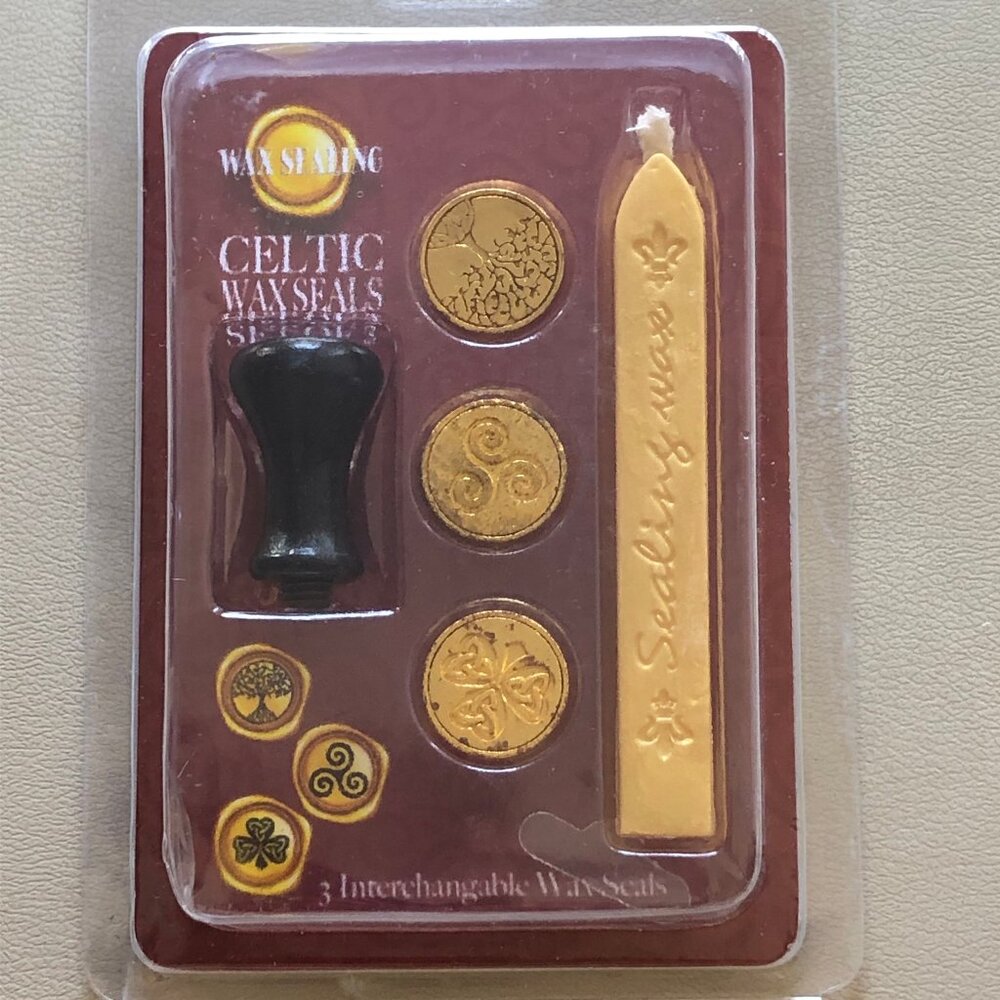 WAX SEALING
CELTIC
WAX SEALS
Sealing wax
3 Interchangable Wax Seals